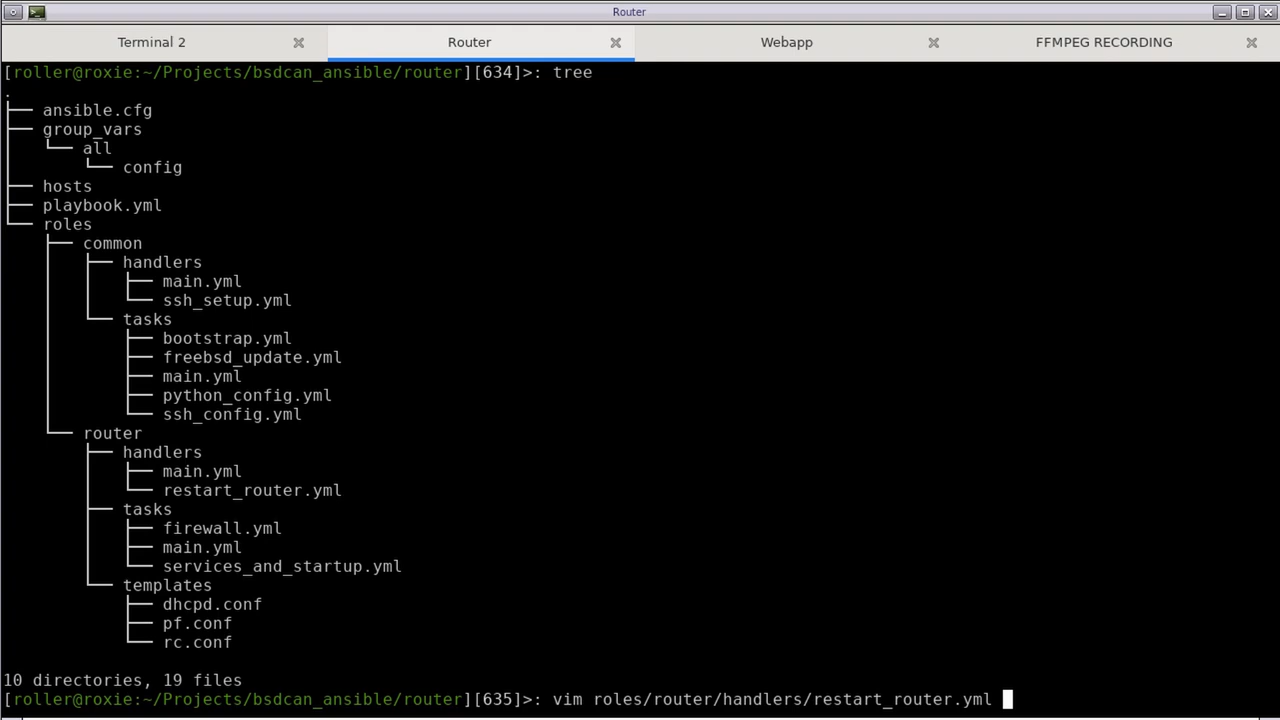 Router
Terminal 2
Router
Webapp
FFMPEG RECORDING
[roller@roxie:~/Projects/bsdcan_ansible/router][634]>: tree
.
├── ansible.cfg
├── group_vars
│   └── all
│       └── config
├── hosts
├── playbook.yml
└── roles
    ├── common
    │   ├── handlers
    │   │   ├── main.yml
    │   │   └── ssh_setup.yml
    │   └── tasks
    │       ├── bootstrap.yml
    │       ├── freebsd_update.yml
    │       ├── main.yml
    │       ├── python_config.yml
    │       └── ssh_config.yml
    └── router
        ├── handlers
        │   ├── main.yml
        │   └── restart_router.yml
        ├── tasks
        │   ├── firewall.yml
        │   ├── main.yml
        │   └── services_and_startup.yml
        └── templates
            ├── dhcpd.conf
            ├── pf.conf
            └── rc.conf
10 directories, 19 files
[roller@roxie:~/Projects/bsdcan_ansible/router][635]>: vim roles/router/handlers/restart_router.yml